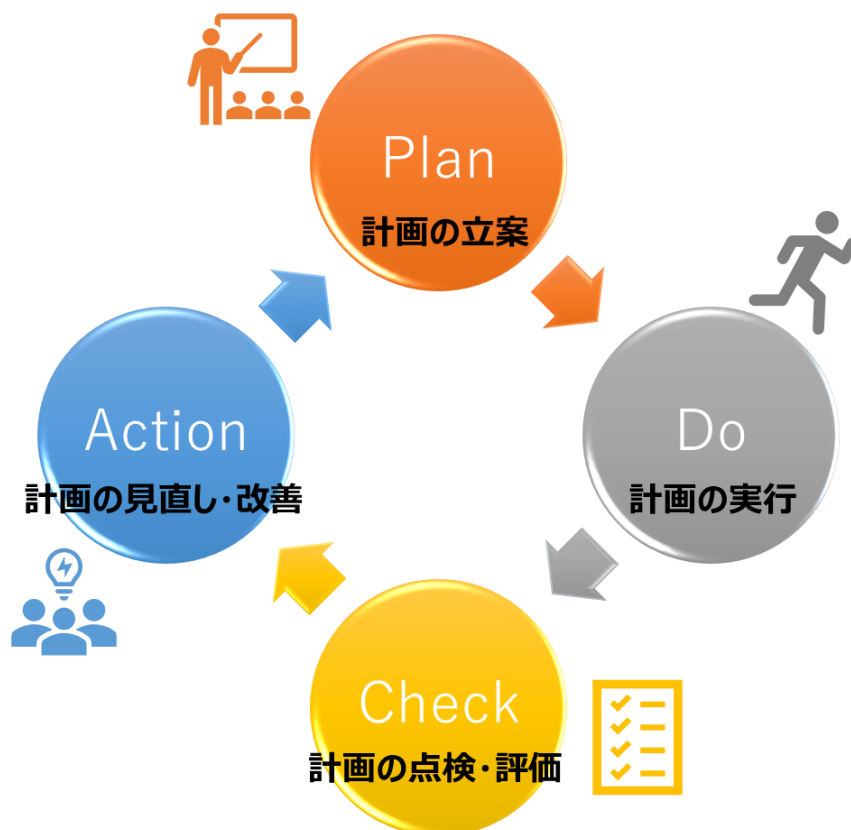 Plan
計画の立案
Do
計画の実行
Check
計画の点検・評価
Action
計画の見直し・改善